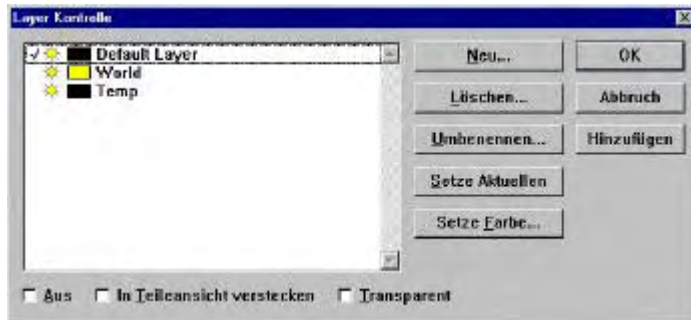 Layer Kontrolle
Default Layer
World
Temp
Neu...
Löschen...
Umbenennen...
Setze Aktuellen
Setze Farbe...
OK
Abbruch
Hinzufügen
Aus
In Teileansicht verstecken
Transparent